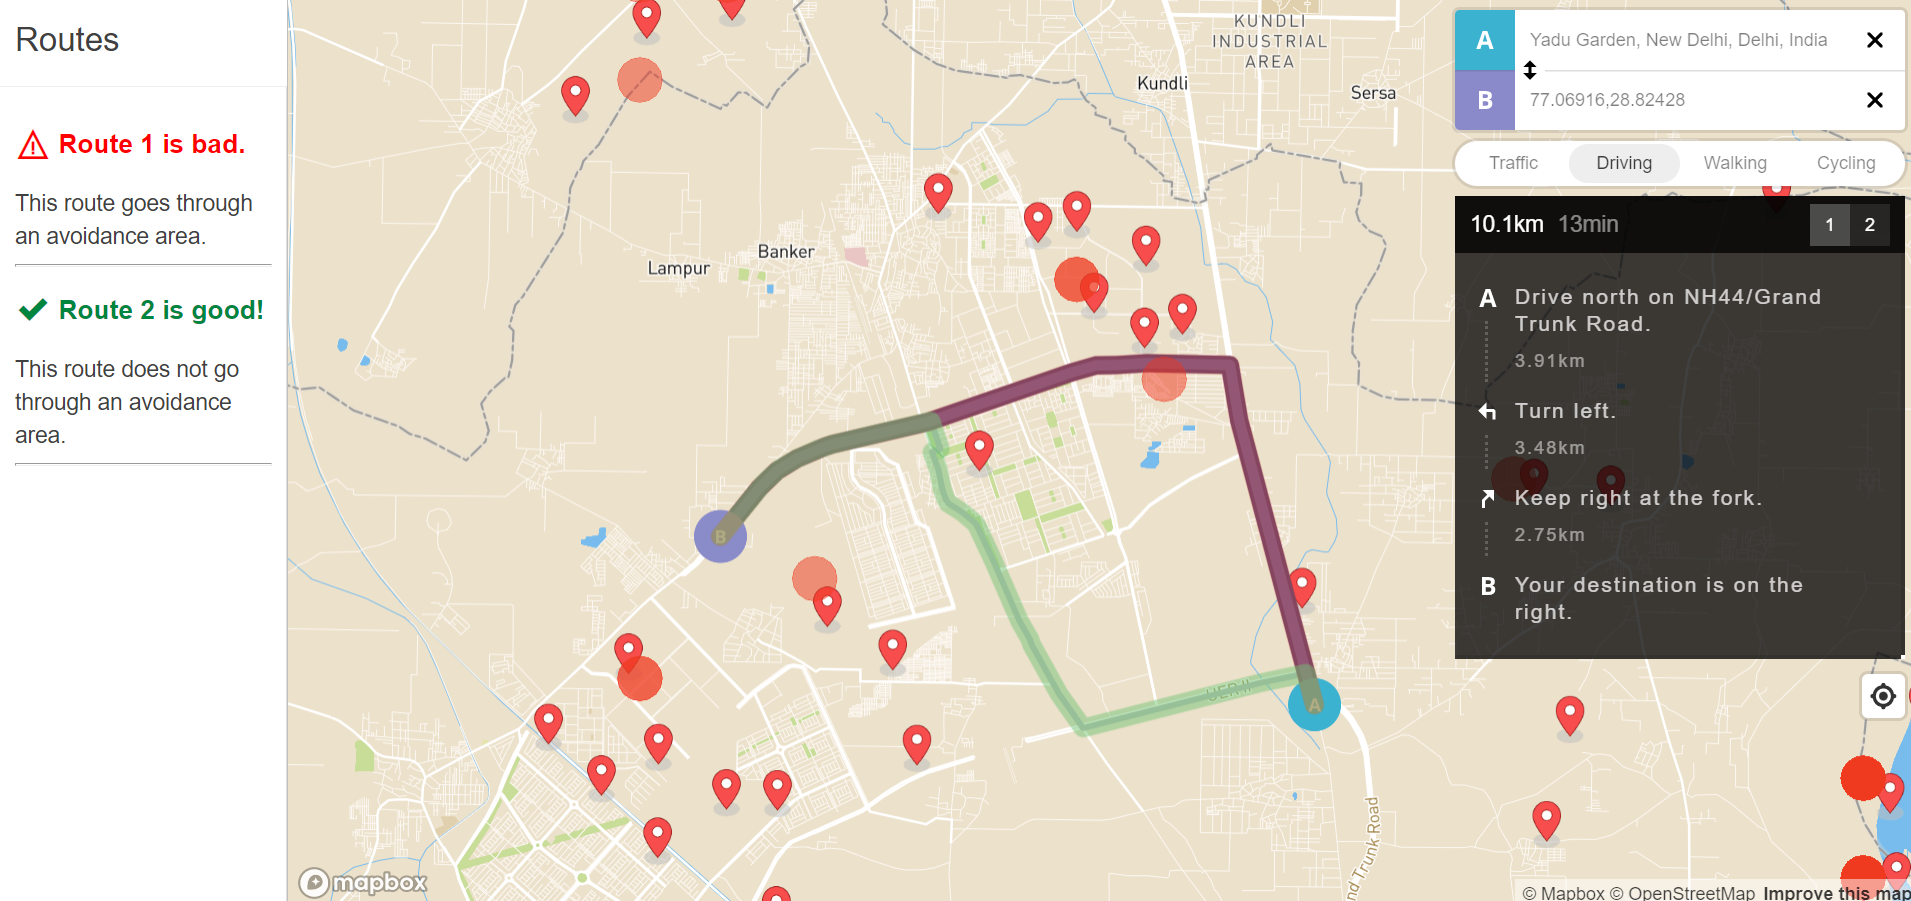 Routes
Route 1 is bad.
This route goes through
an avoidance area.
Route 2 is good!
This route does not go
through an avoidance
area.
KUNDLI
INDUSTRIAL
AREA
Kundli
Sersa
Banker
Lampur
UER II
B
A
nd Trunk Road
mapbox
A
Yadu Garden, New Delhi, Delhi, India
B
77.06916,28.82428
Traffic
Driving
Walking
Cycling
10.1km 13min
1
2
A
Drive north on NH44/Grand
Trunk Road.
3.91km
Turn left.
3.48km
Keep right at the fork.
2.75km
B
Your destination is on the
right.
© Mapbox © OpenStreetMap Improve this map